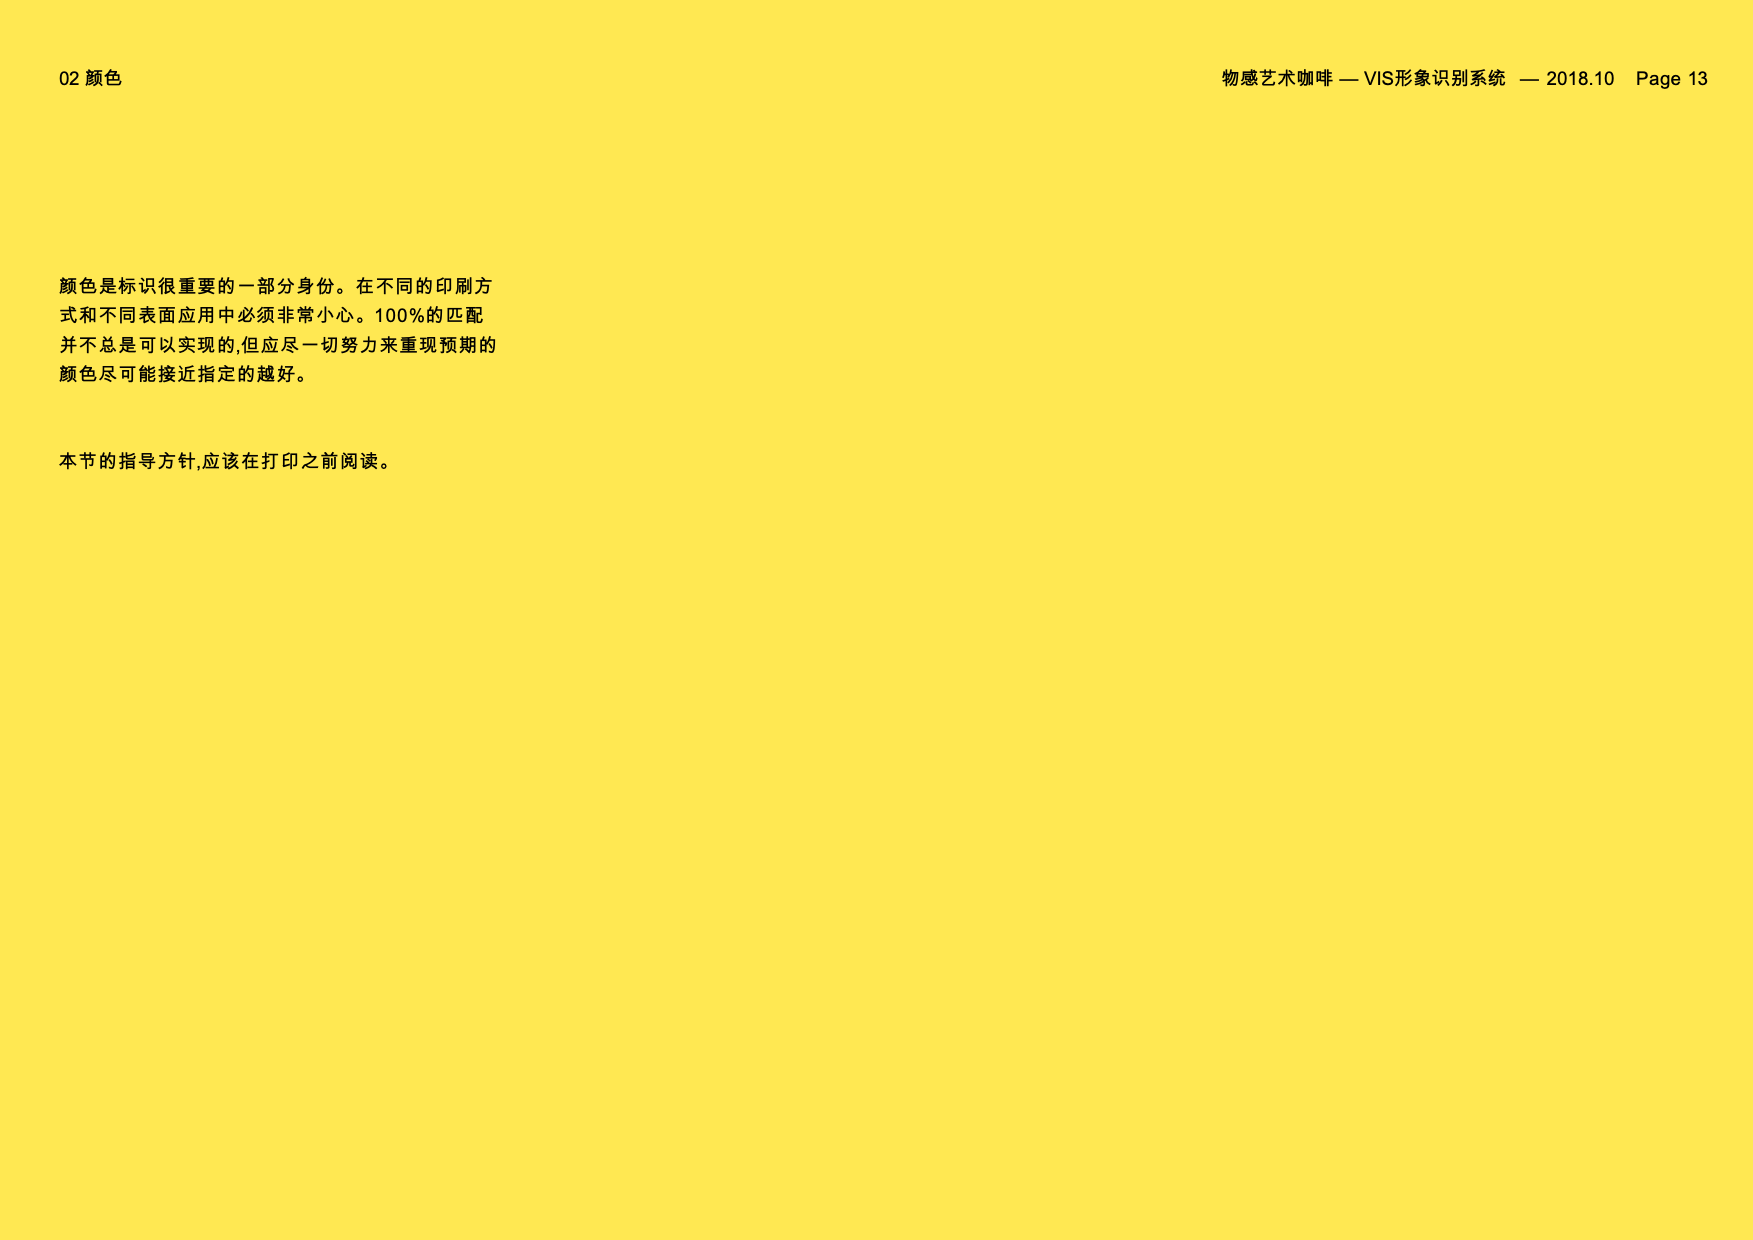 02 颜色
物感艺术咖啡 — VIS形象识别系统 — 2018.10 Page 13
颜色是标识很重要的一部分身份。在不同的印刷方
式和不同表面应用中必须非常小心。100%的匹配
并不总是可以实现的,但应尽一切努力来重现预期的
颜色尽可能接近指定的越好。
本节的指导方针,应该在打印之前阅读。